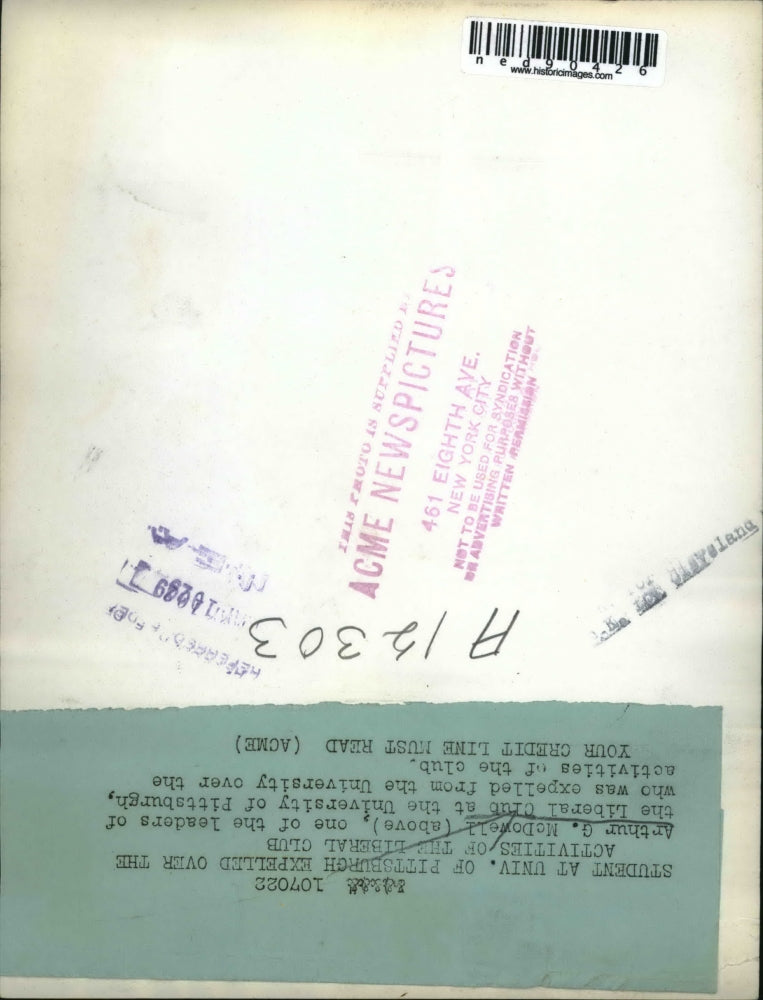 ned90426
www.historicimages.com
THIS PHOTO IS SUPPLIED
ACME NEWSPICTURES
461 EIGHTH AVE.
NEW YORK CITY
NOT TO BE USED FOR SYNDICATION
OR ADVERTISING PURPOSES WITHOUT
WRITTEN PERMISSION
O.K. FOR Cleveland
A 12303
107022
STUDENT AT UNIV. OF PITTSBURGH EXPELLED OVER THE
ACTIVITIES OF THE LIBERAL CLUB
Arthur G. McDowell (above), one of the leaders of
the Liberal Club at the University of Pittsburgh,
who was expelled from the University over the
activities of the club.
YOUR CREDIT LINE MUST READ (ACME)